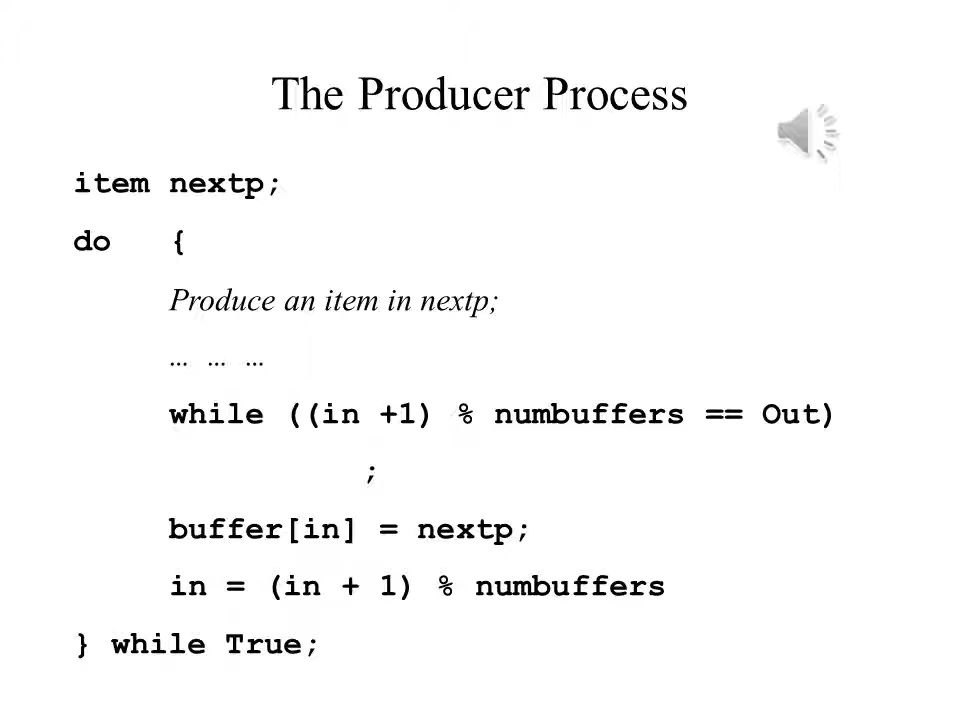 The Producer Process
item nextp;
do {
Produce an item in nextp;
… … …
while ((in +1) % numbuffers == Out)
;
buffer[in] = nextp;
in = (in + 1) % numbuffers
} while True;